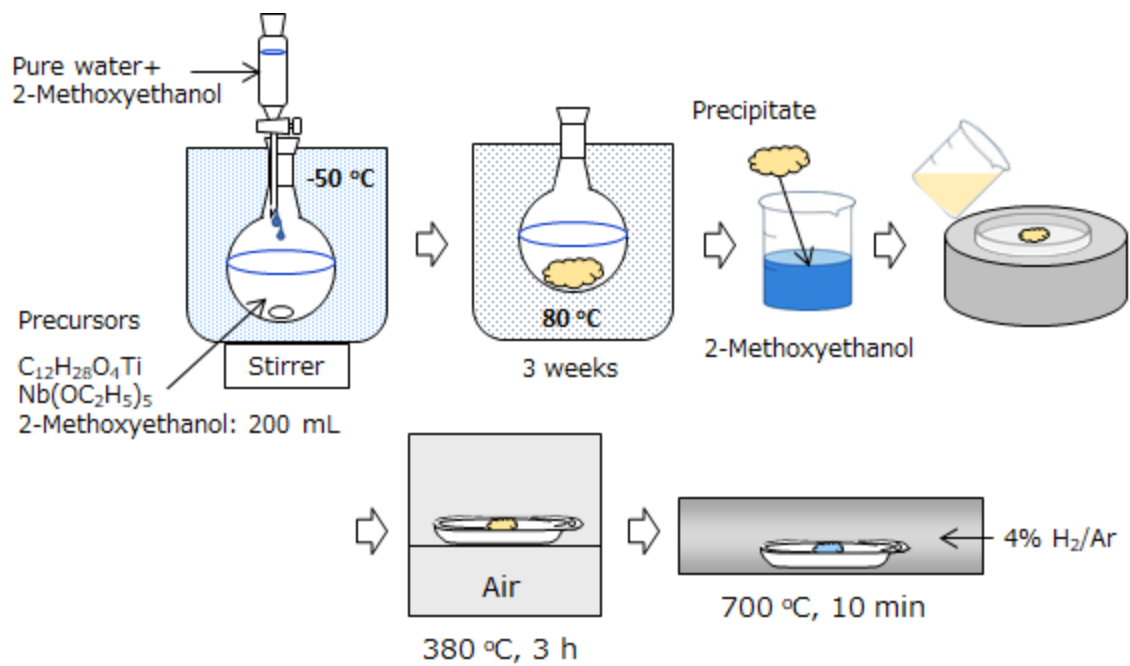 Pure water+
2-Methoxyethanol
-50 °C
Precursors
C₁₂H₂₈O₄Ti
Nb(OC₂H₅)₅
2-Methoxyethanol: 200 mL
Stirrer
80 °C
3 weeks
Precipitate
2-Methoxyethanol
Air
380 °C, 3 h
4% H₂/Ar
700 °C, 10 min